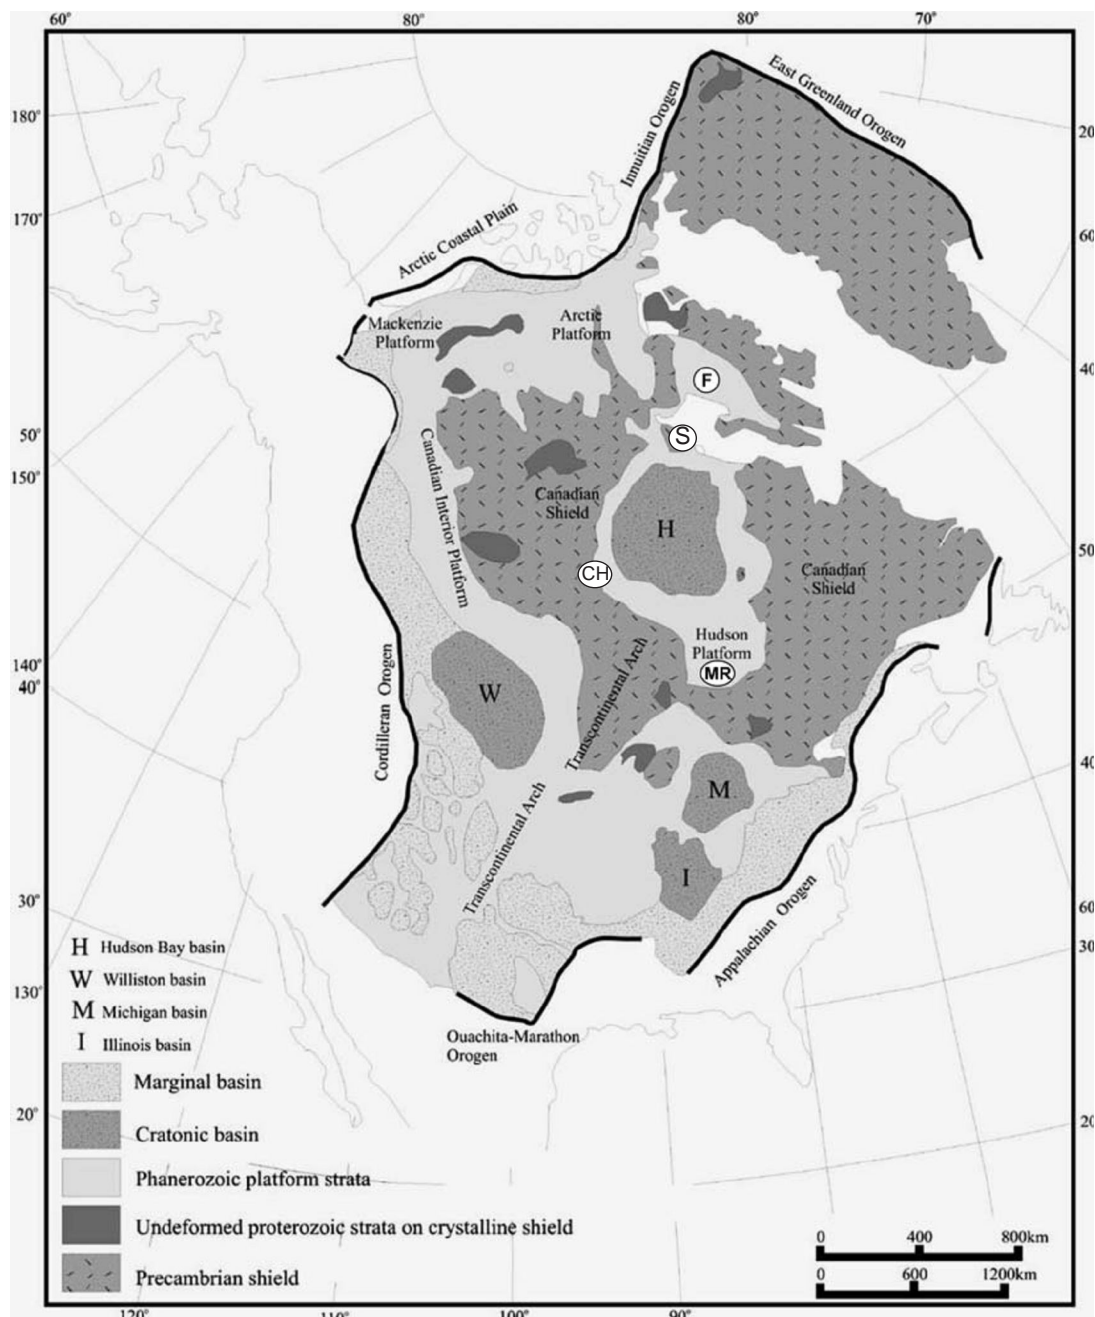 60°
80°
80°
70°
East Greenland Orogen
180°
20
Innuitian Orogen
170°
Arctic Coastal Plain
60
Mackenzie
Platform
Arctic
Platform
F
40
S
50°
150°
Canadian Interior Platform
Canadian
Shield
H
CH
Canadian
Shield
50
Hudson
Platform
MR
140°
40°
W
Cordilleran Orogen
Transcontinental Arch
40
M
Transcontinental Arch
I
30°
60
30
Appalachian Orogen
H Hudson Bay basin
W Williston basin
130°
M Michigan basin
I Illinois basin
Ouachita-Marathon
Orogen
Marginal basin
20°
20
Cratonic basin
Phanerozoic platform strata
Undeformed proterozoic strata on crystalline shield
Precambrian shield
0 400 800km
0 600 1200km
120°
110°
100°
90°